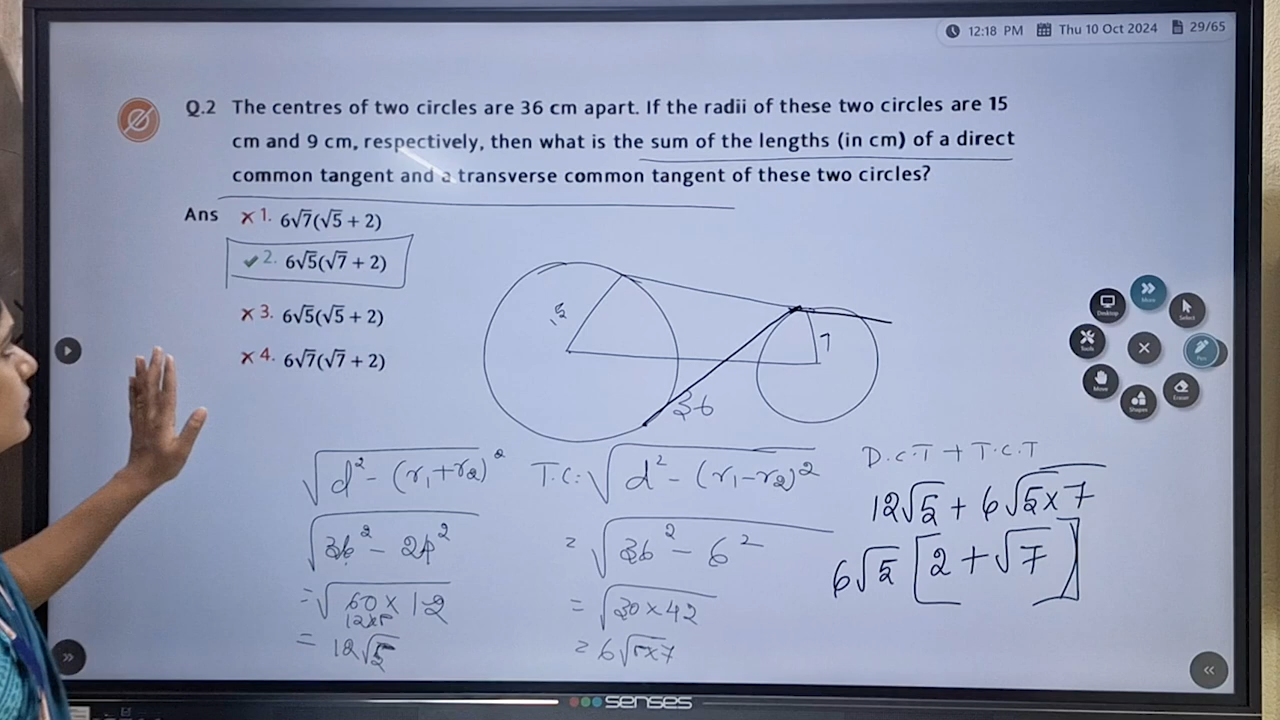 12:18 PM Thu 10 Oct 2024 29/65
Q.2 The centres of two circles are 36 cm apart. If the radii of these two circles are 15
cm and 9 cm, respectively, then what is the sum of the lengths (in cm) of a direct
common tangent and a transverse common tangent of these two circles?
Ans 1. 6√7(√5 + 2)
2. 6√5(√7 + 2)
3. 6√5(√5 + 2)
4. 6√7(√7 + 2)
15
36
√d² - (r₁+r₂)²
√36² - 24²
=√60 × 12
= 12√5
T.C: √d² - (r₁-r₂)²
= √36² - 6²
= √30×42
= 6√5×7
D.C.T + T.C.T
12√5 + 6√5×7
6√5 [2 + √7]
Desktop
More
Select
Tools
Pen
Move
Shapes
Eraser
senses